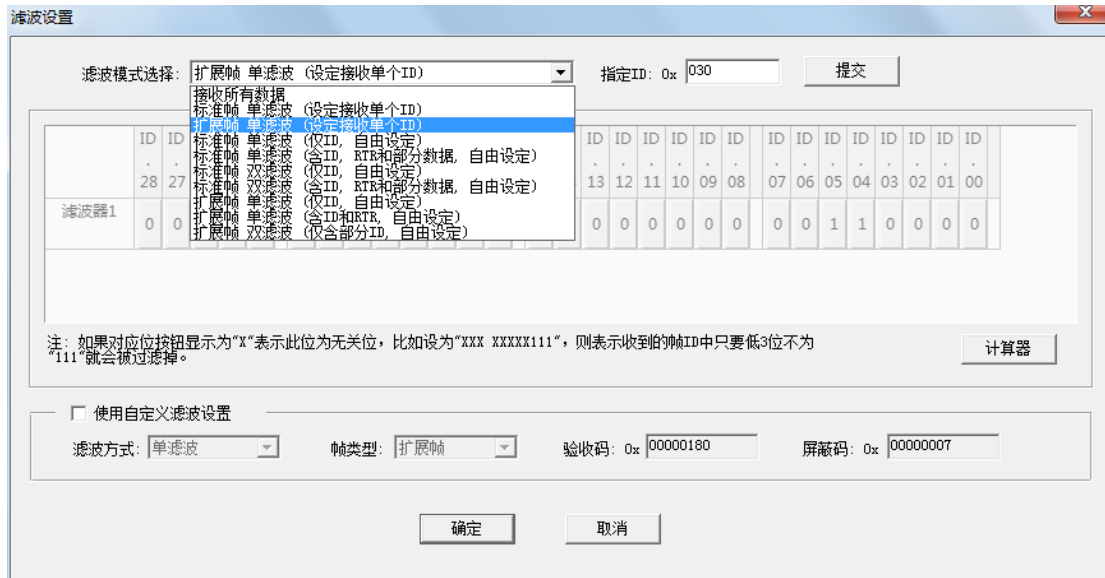 滤波设置
滤波模式选择: 扩展帧 单滤波 (设定接收单个ID) 指定ID: 0x 030 提交
接收所有数据
标准帧 单滤波 (设定接收单个ID)
扩展帧 单滤波 (设定接收单个ID)
标准帧 单滤波 (仅ID, 自由设定)
标准帧 单滤波 (含ID, RTR和部分数据, 自由设定)
标准帧 双滤波 (仅ID, 自由设定)
标准帧 双滤波 (含ID, RTR和部分数据, 自由设定)
扩展帧 单滤波 (仅ID, 自由设定)
扩展帧 单滤波 (含ID和RTR, 自由设定)
扩展帧 双滤波 (仅含部分ID, 自由设定)
ID ID ID ID ID ID ID ID ID ID ID ID ID ID ID ID
. . . . . . . . . . . . . . . .
28 27 13 12 11 10 09 08 07 06 05 04 03 02 01 00
滤波器1 0 0 0 0 0 0 0 0 0 0 1 1 0 0 0 0
注: 如果对应位按钮显示为"X"表示此位为无关位, 比如设为"XXX XXXXX111", 则表示收到的帧ID中只要低3位不为
"111"就会被过滤掉。
计算器
使用自定义滤波设置
滤波方式: 单滤波 帧类型: 扩展帧 验收码: 0x 00000180 屏蔽码: 0x 00000007
确定 取消